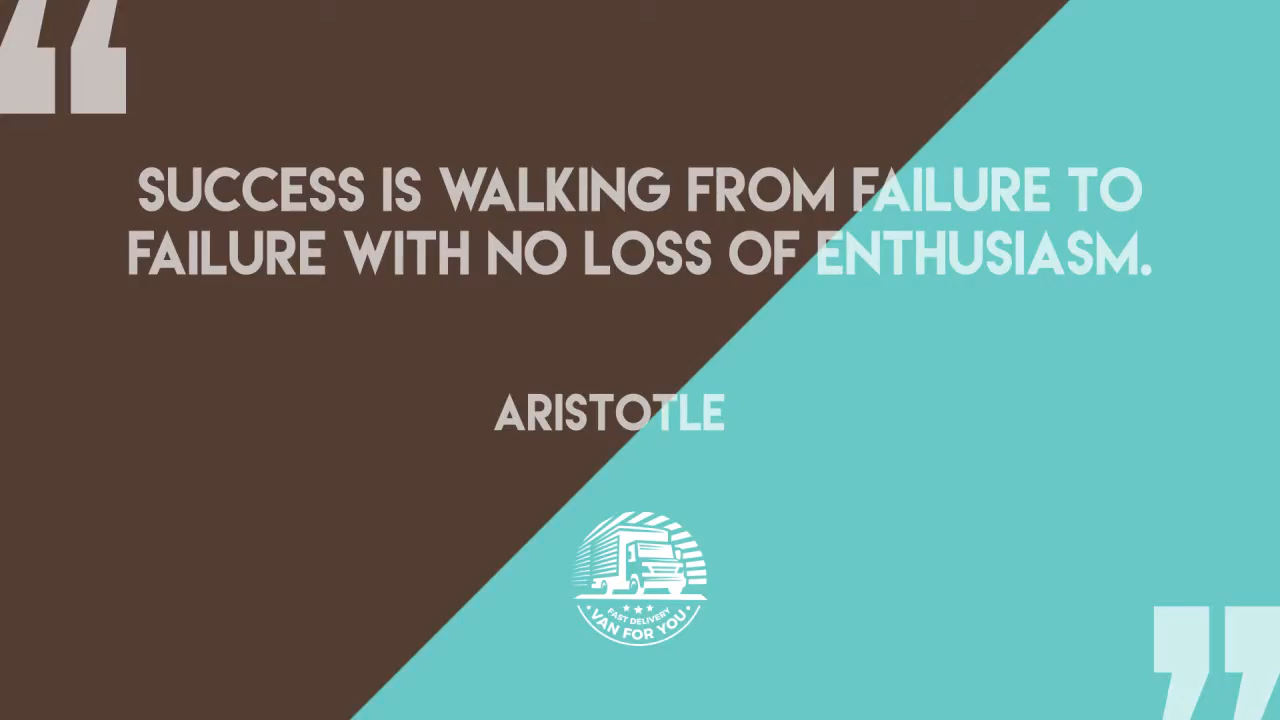 “
SUCCESS IS WALKING FROM FAILURE TO
FAILURE WITH NO LOSS OF ENTHUSIASM.
ARISTOTLE
FAST DELIVERY
VAN FOR YOU
”